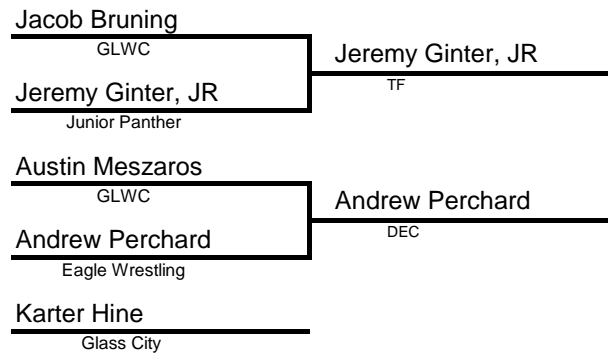 Jacob Bruning
GLWC
Jeremy Ginter, JR
TF
Jeremy Ginter, JR
Junior Panther
Austin Meszaros
GLWC
Andrew Perchard
DEC
Andrew Perchard
Eagle Wrestling
Karter Hine
Glass City